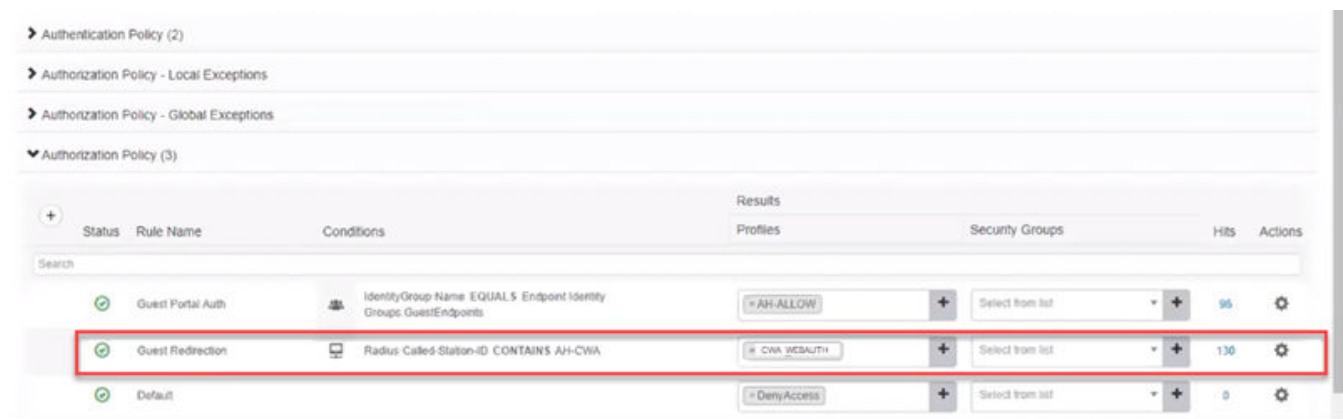 Authentication Policy (2)
Authorization Policy - Local Exceptions
Authorization Policy - Global Exceptions
Authorization Policy (3)
Results
Status Rule Name Conditions Profiles Security Groups Hits Actions
Search
Guest Portal Auth
IdentityGroup·Name EQUALS Endpoint Identity
Groups:GuestEndpoints
AH-ALLOW
Select from list
96
Guest Redirection
Radius·Called-Station-ID CONTAINS AH-CWA
CWA_WEBAUTH
Select from list
130
Default
DenyAccess
Select from list
0